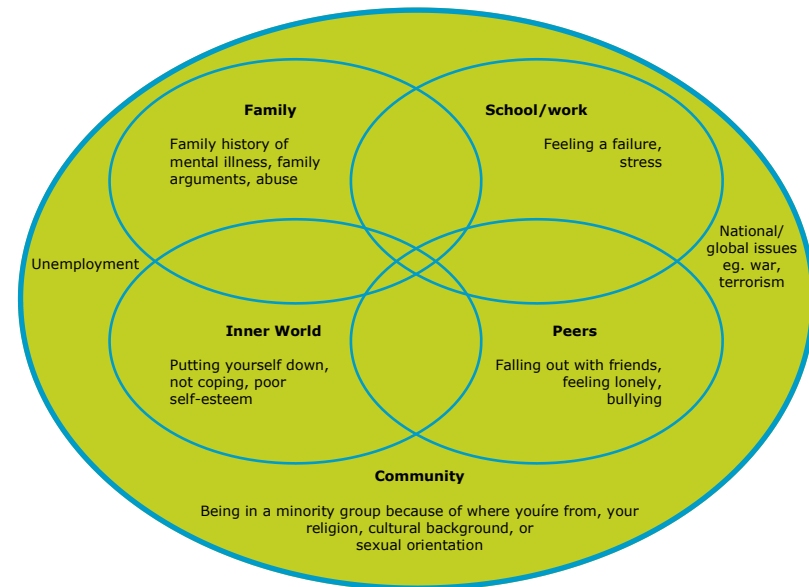 Family
Family history of
mental illness, family
arguments, abuse
School/work
Feeling a failure,
stress
Unemployment
National/
global issues
eg. war,
terrorism
Inner World
Putting yourself down,
not coping, poor
self-esteem
Peers
Falling out with friends,
feeling lonely,
bullying
Community
Being in a minority group because of where youíre from, your
religion, cultural background, or
sexual orientation